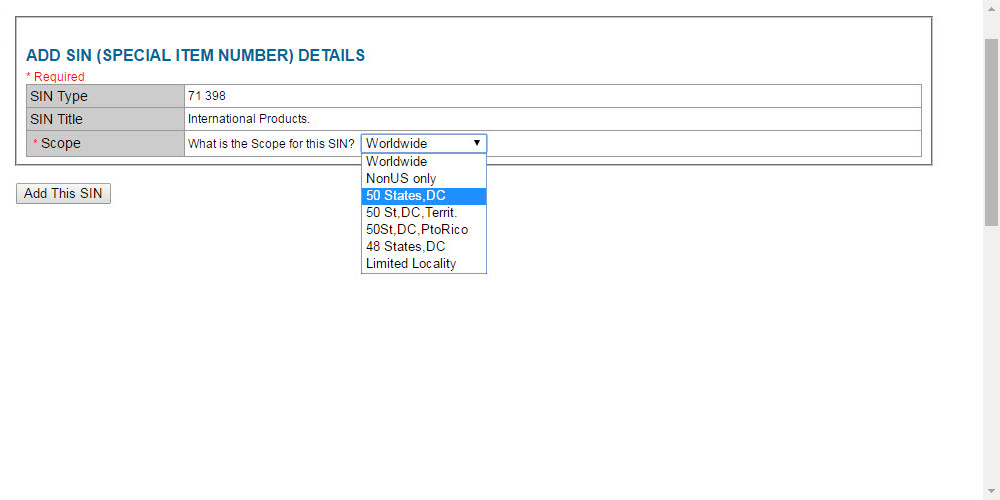 ADD SIN (SPECIAL ITEM NUMBER) DETAILS
* Required
SIN Type 71 398
SIN Title International Products.
* Scope What is the Scope for this SIN? Worldwide
Worldwide
NonUS only
50 States,DC
50 St,DC,Territ.
50St,DC,PtoRico
48 States,DC
Limited Locality
Add This SIN